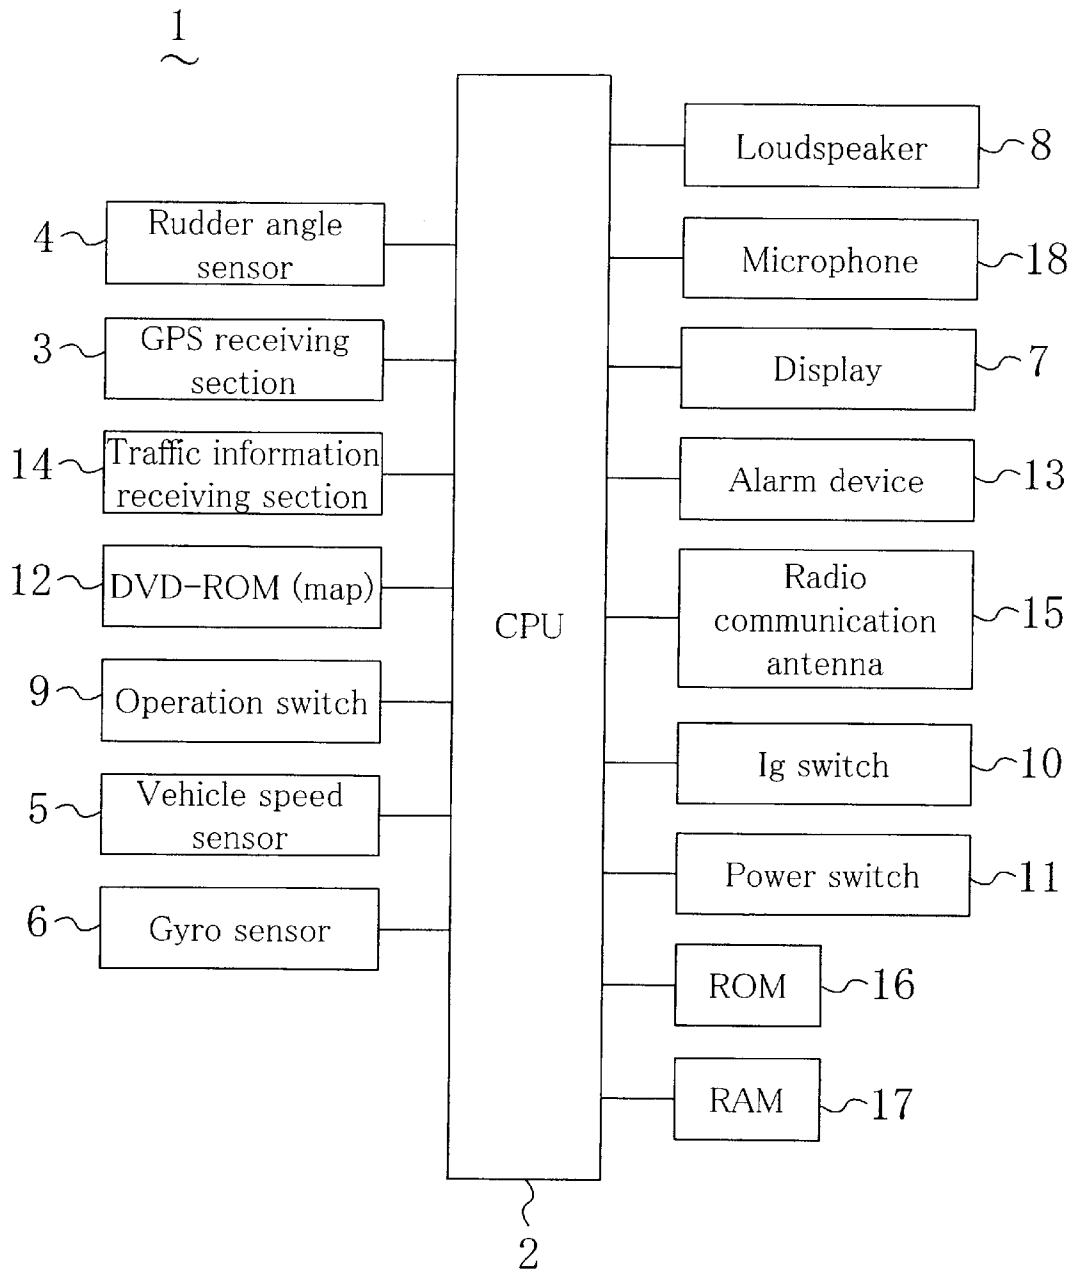 1
Rudder angle
sensor
4
GPS receiving
section
3
Traffic information
receiving section
14
DVD-ROM (map)
12
Operation switch
9
Vehicle speed
sensor
5
Gyro sensor
6
CPU
2
Loudspeaker
8
Microphone
18
Display
7
Alarm device
13
Radio
communication
antenna
15
Ig switch
10
Power switch
11
ROM
16
RAM
17